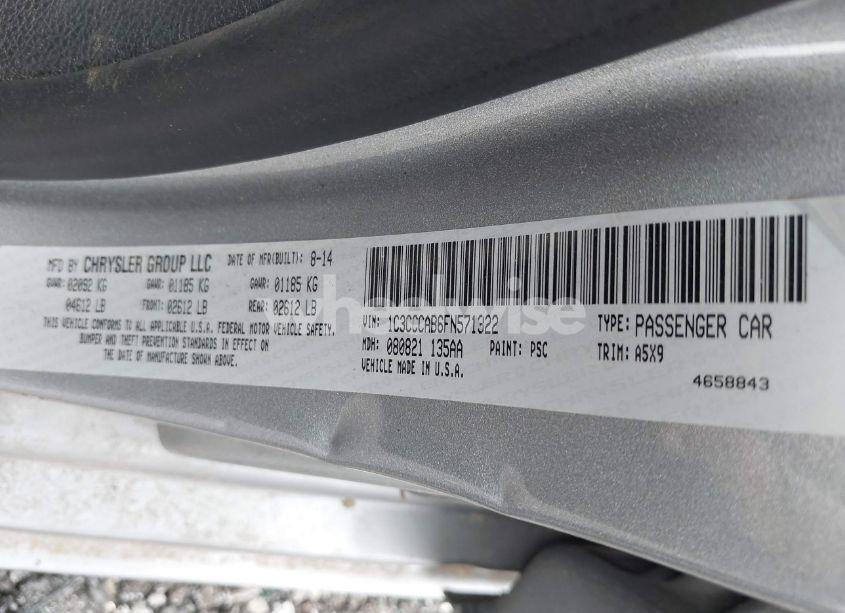 MFD BY CHRYSLER GROUP LLC DATE OF MFR(BUILT): 8-14
GVWR: 02092 KG GAWR: 01185 KG GAWR: 01185 KG
04612 LB FRONT: 02612 LB REAR: 02612 LB
THIS VEHICLE CONFORMS TO ALL APPLICABLE U.S.A. FEDERAL MOTOR VEHICLE SAFETY,
BUMPER AND THEFT PREVENTION STANDARDS IN EFFECT ON
THE DATE OF MANUFACTURE SHOWN ABOVE.
VIN: 1C3CCCAB6FN571922 TYPE: PASSENGER CAR
MDH: 080821 135AA PAINT: PSC TRIM: A5X9
VEHICLE MADE IN U.S.A.
4658843
wheelwise